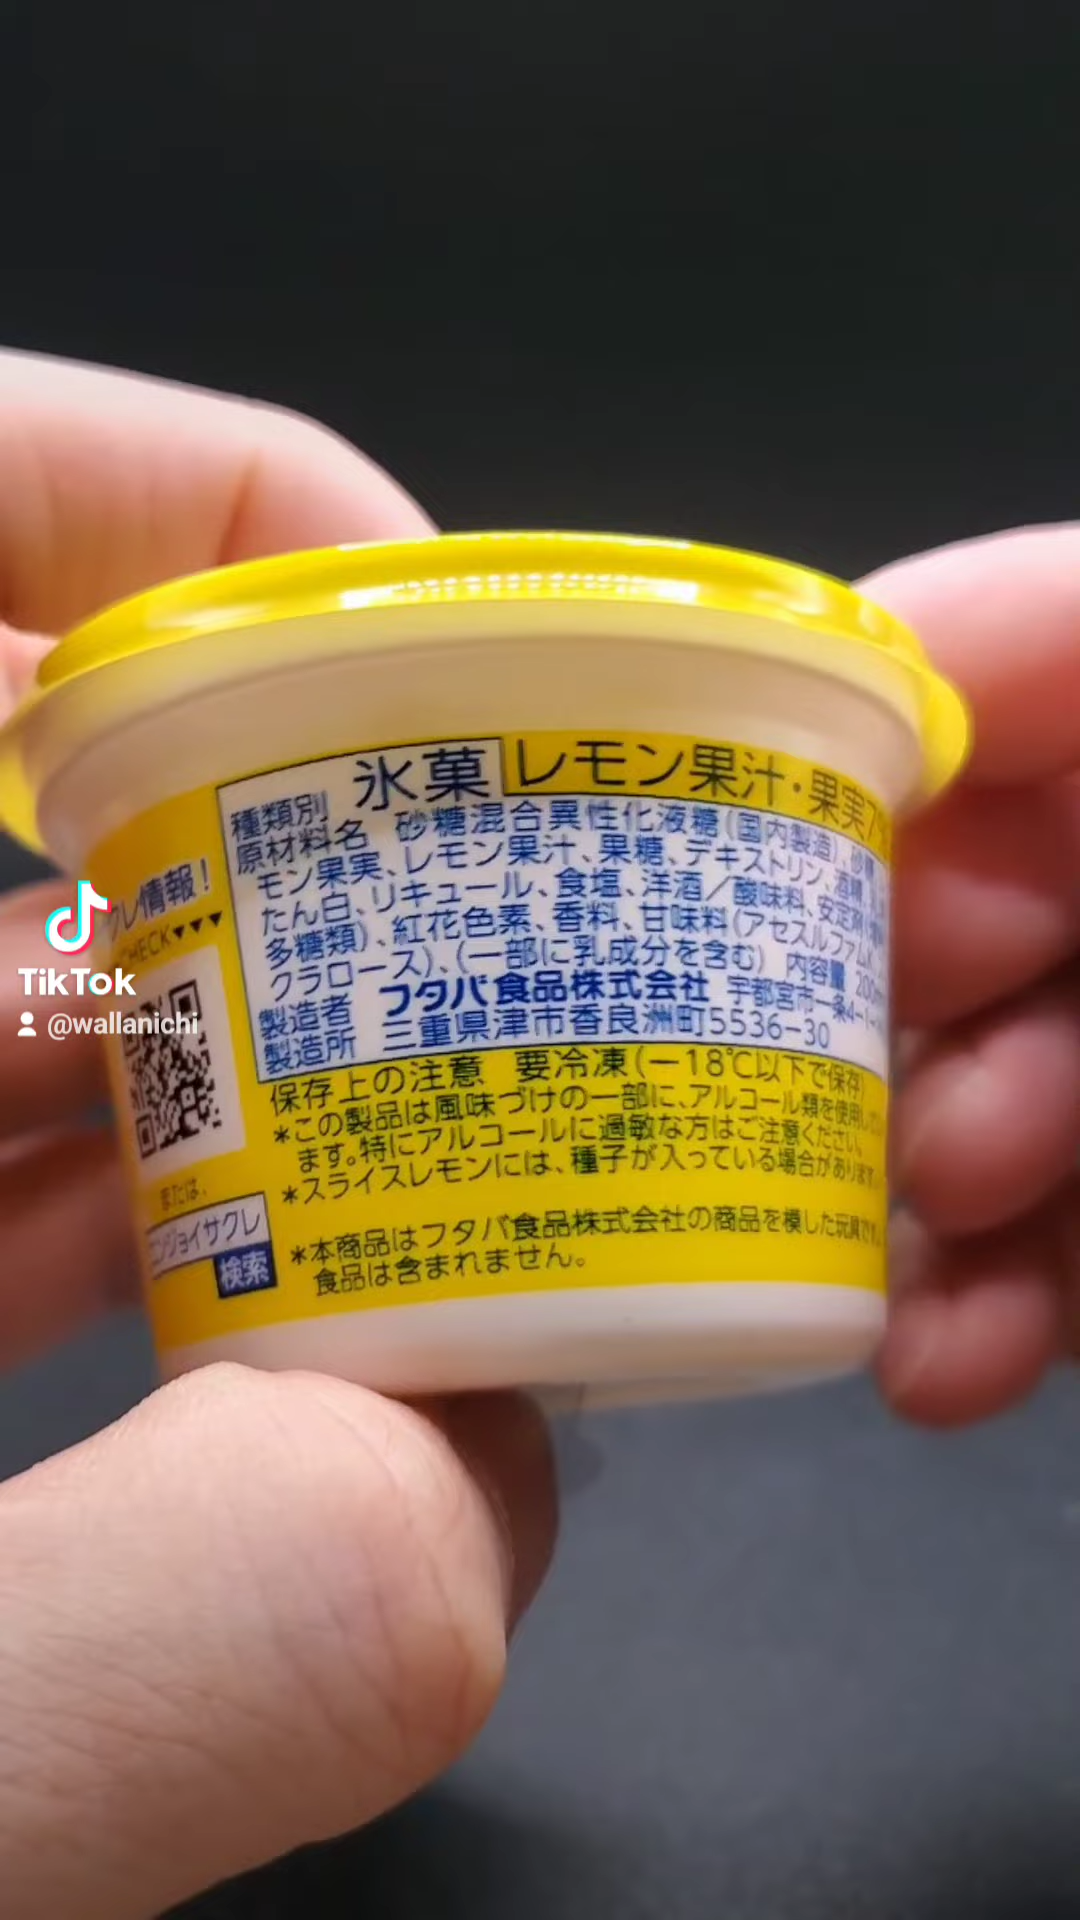 氷菓
レモン果汁・果実7%
種類別
原材料名 砂糖混合異性化液糖(国内製造)、砂糖、
モン果実、レモン果汁、果糖、デキストリン、酒精、
たん白、リキュール、食塩、洋酒/酸味料、安定剤
多糖類)、紅花色素、香料、甘味料(アセスルファムK、
クラロース)、(一部に乳成分を含む) 内容量 200
製造者 フタバ食品株式会社 宇都宮市一条4-1-
製造所 三重県津市香良洲町5536-30
保存上の注意 要冷凍(-18℃以下で保存)
*この製品は風味づけの一部に、アルコール類を使用して
ます。特にアルコールに過敏な方はご注意ください。
*スライスレモンには、種子が入っている場合があります
*本商品はフタバ食品株式会社の商品を模した玩具です。
食品は含まれません。
クレ情報!
CHECK▼▼▼
または、
エンジョイサクレ
検索
TikTok
@wallanichi